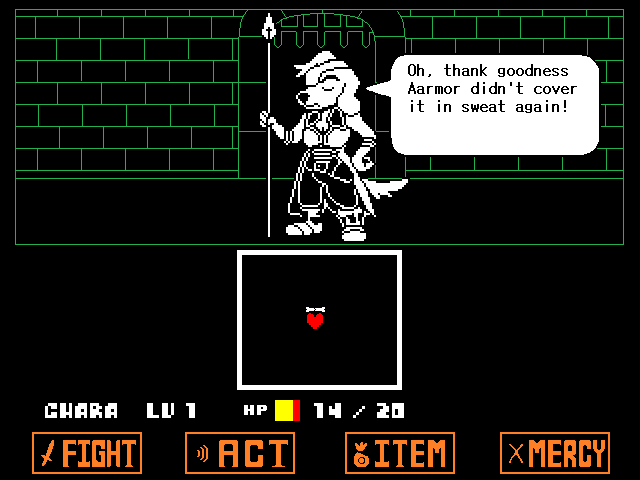 Oh, thank goodness
Aarmor didn't cover
it in sweat again!
CHARA LV 1 HP 14 / 20
FIGHT ACT ITEM MERCY